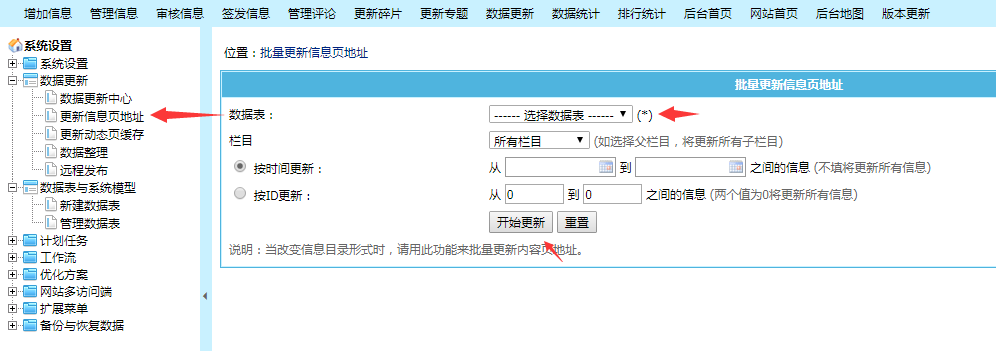 增加信息 管理信息 审核信息 签发信息 管理评论 更新碎片 更新专题 数据更新 数据统计 排行统计 后台首页 网站首页 后台地图 版本更新
系统设置
系统设置
数据更新
数据更新中心
更新信息页地址
更新动态页缓存
数据整理
远程发布
数据表与系统模型
新建数据表
管理数据表
计划任务
工作流
优化方案
网站多访问端
扩展菜单
备份与恢复数据
位置：批量更新信息页地址
批量更新信息页地址
数据表： ------ 选择数据表 ------ (*)
栏目 所有栏目 (如选择父栏目，将更新所有子栏目)
按时间更新： 从 到 之间的信息 (不填将更新所有信息)
按ID更新： 从 0 到 0 之间的信息 (两个值为0将更新所有信息)
开始更新 重置
说明：当改变信息目录形式时，请用此功能来批量更新内容页地址。